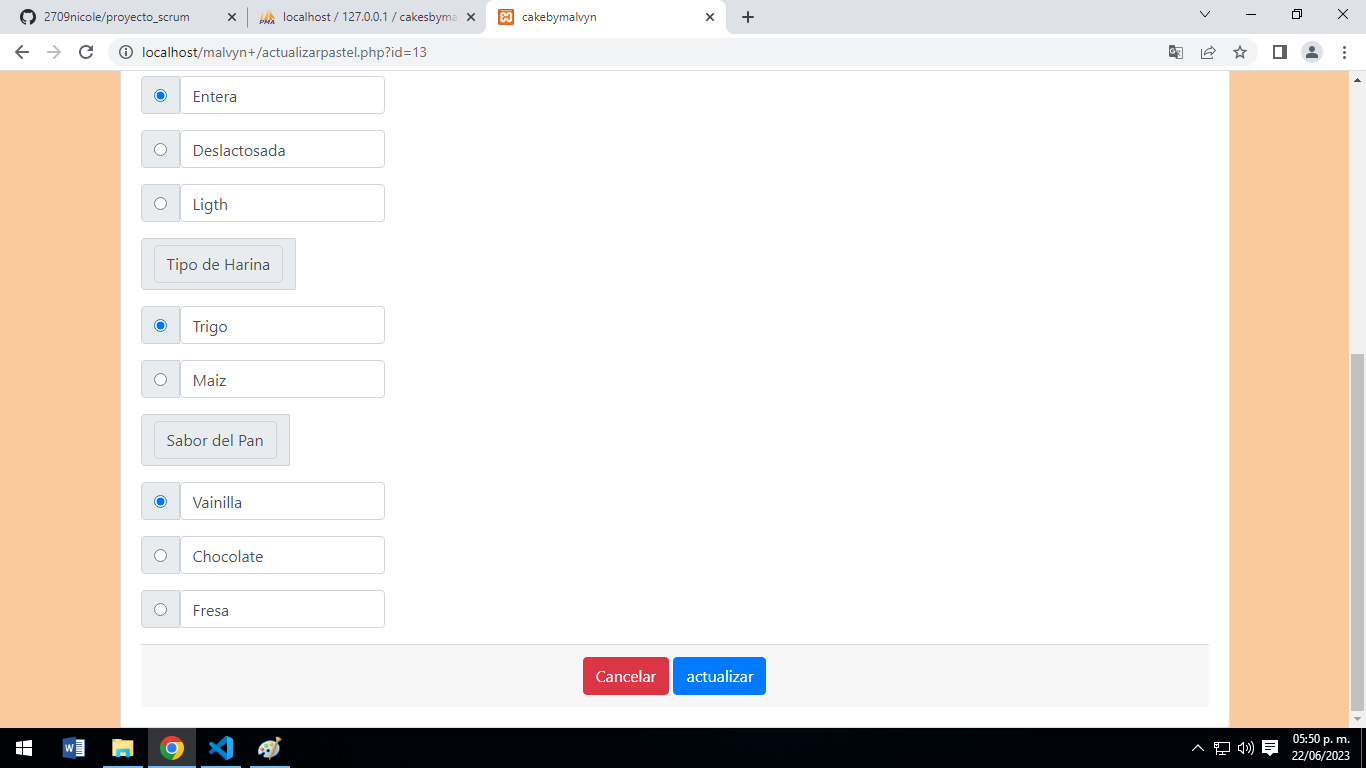 2709nicole/proyecto_scrum
localhost / 127.0.0.1 / cakesbyma
cakebymalvyn
localhost/malvyn+/actualizarpastel.php?id=13
Entera
Deslactosada
Ligth
Tipo de Harina
Trigo
Maiz
Sabor del Pan
Vainilla
Chocolate
Fresa
Cancelar actualizar
05:50 p. m.
22/06/2023